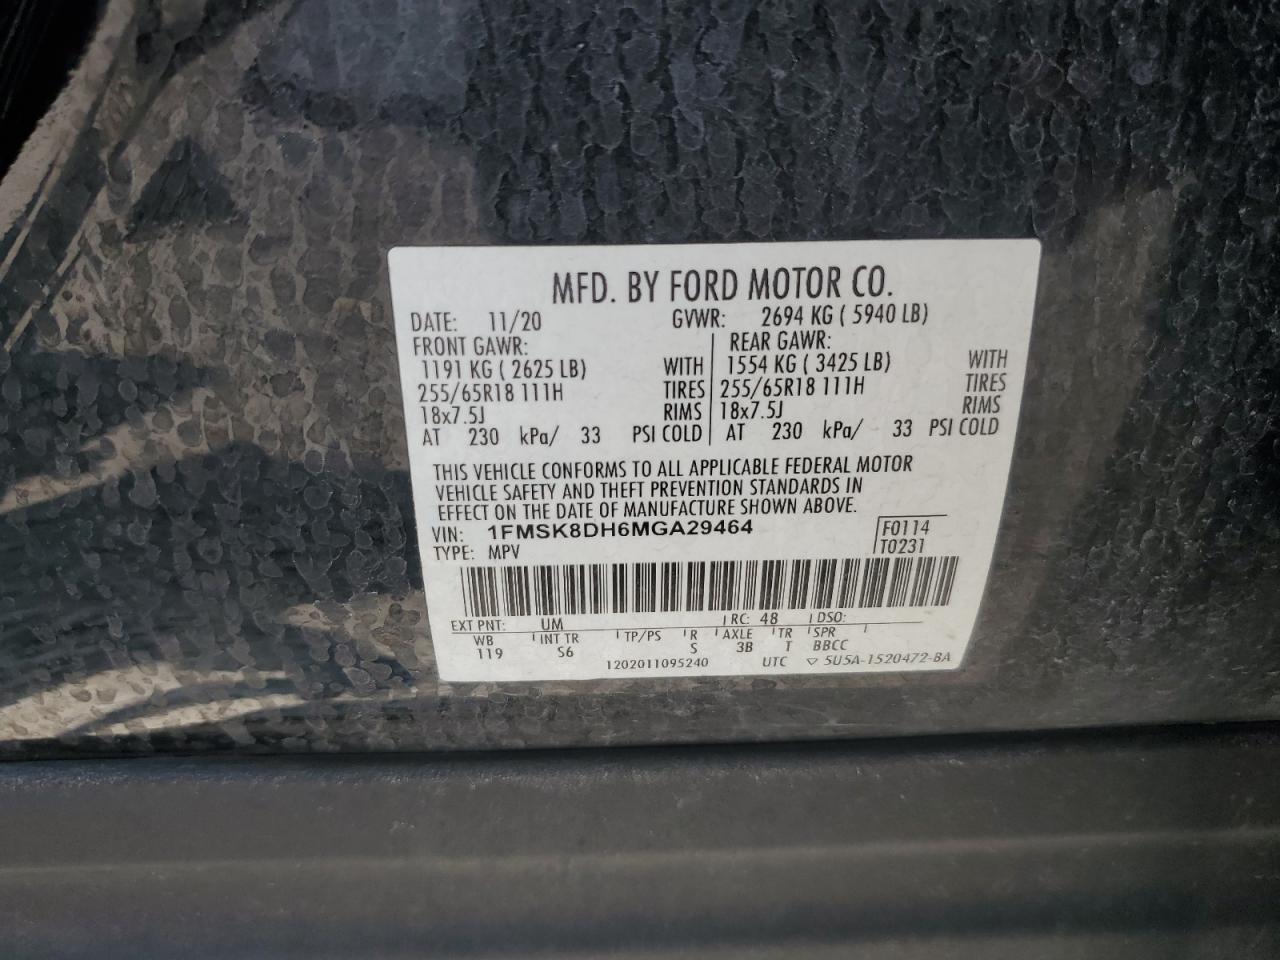 MFD. BY FORD MOTOR CO.
DATE: 11/20 GVWR: 2694 KG ( 5940 LB)
FRONT GAWR: REAR GAWR:
1191 KG ( 2625 LB) WITH 1554 KG ( 3425 LB) WITH
255/65R18 111H TIRES 255/65R18 111H TIRES
18x7.5J RIMS 18x7.5J RIMS
AT 230 kPa/ 33 PSI COLD AT 230 kPa/ 33 PSI COLD
THIS VEHICLE CONFORMS TO ALL APPLICABLE FEDERAL MOTOR
VEHICLE SAFETY AND THEFT PREVENTION STANDARDS IN
EFFECT ON THE DATE OF MANUFACTURE SHOWN ABOVE.
VIN: 1FMSK8DH6MGA29464 F0114
TYPE: MPV T0231
EXT PNT: UM RC: 48 DSO:
WB INT TR TP/PS R AXLE TR SPR
119 S6 S 3B T BBCC
1202011095240 UTC ▽ 5U5A-1520472-BA